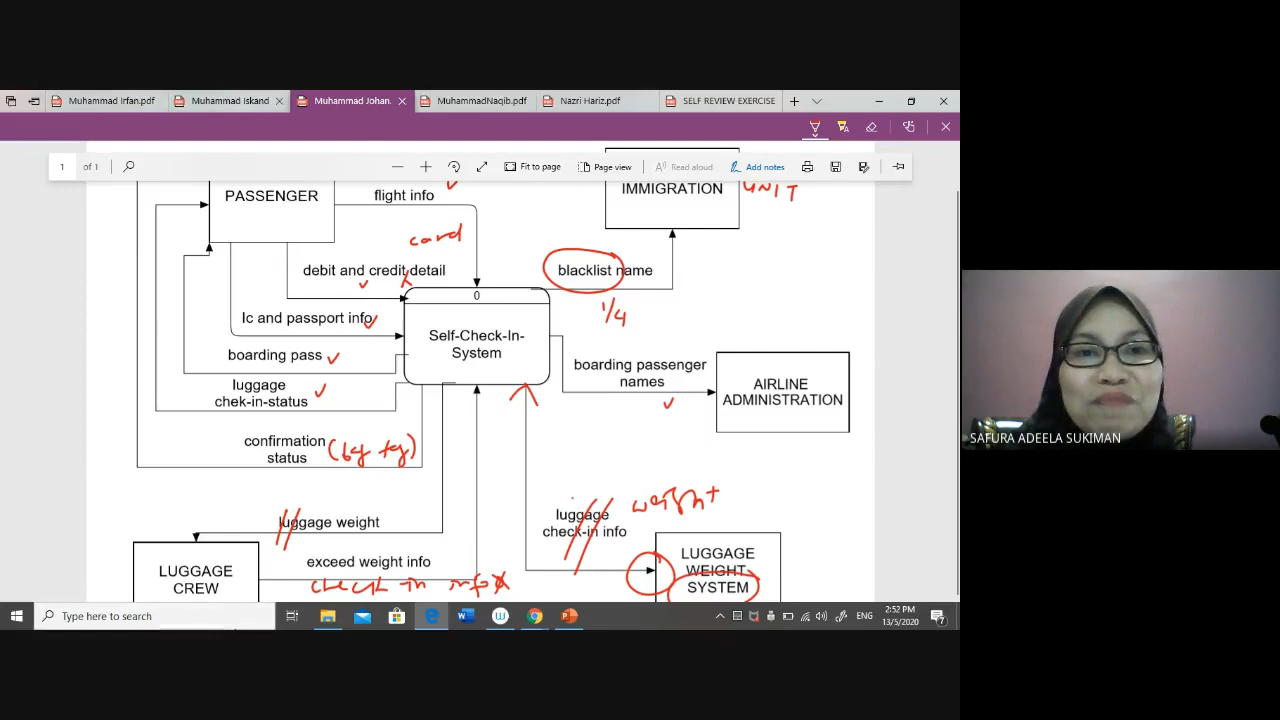 Muhammad Irfan.pdf
Muhammad Iskand
Muhammad Johan.
MuhammadNaqib.pdf
Nazri Hariz.pdf
SELF REVIEW EXERCISE
1
of 1
Fit to page
Page view
Read aloud
Add notes
PASSENGER
flight info
card
debit and credit detail
Ic and passport info
boarding pass
luggage
chek-in-status
confirmation
status
0
Self-Check-In-
System
IMMIGRATION
UNIT
blacklist name
1/4
boarding passenger
names
AIRLINE
ADMINISTRATION
luggage weight
exceed weight info
check in info
LUGGAGE
CREW
luggage
check-in info
weight
LUGGAGE
WEIGHT
SYSTEM
SAFURA ADEELA SUKIMAN
Type here to search
ENG
2:52 PM
13/5/2020